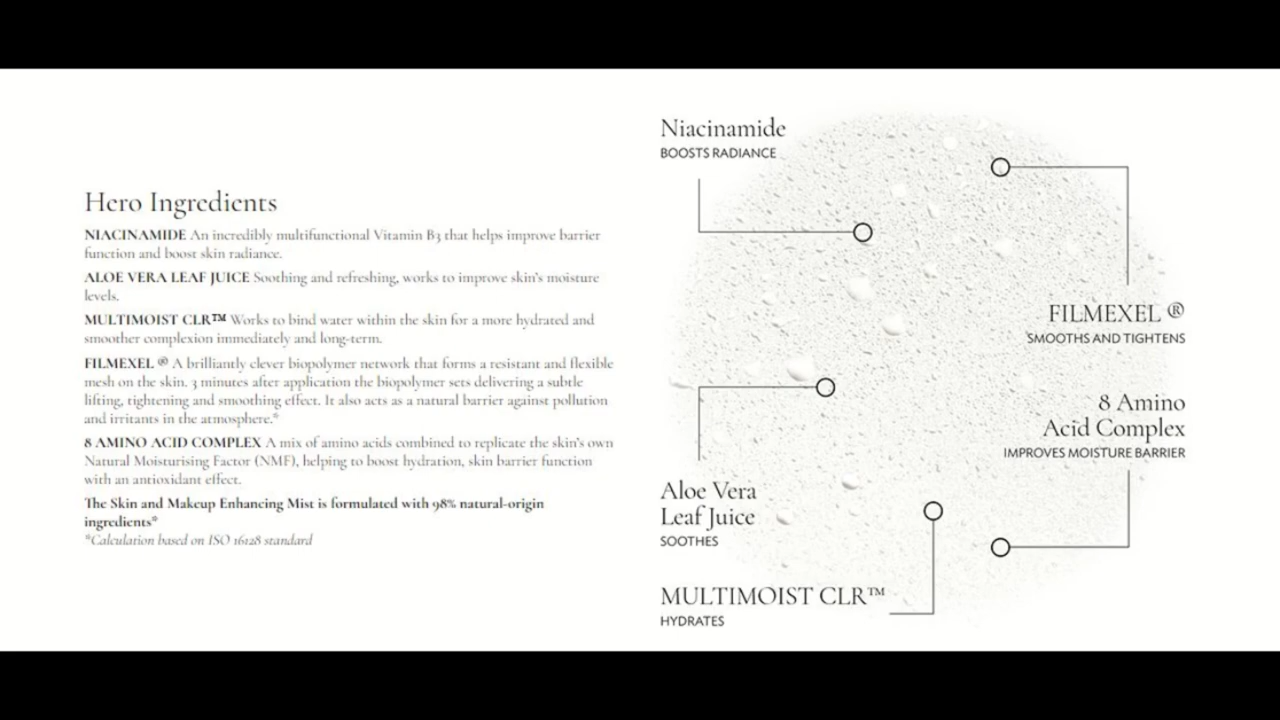 Hero Ingredients
NIACINAMIDE An incredibly multifunctional Vitamin B3 that helps improve barrier
function and boost skin radiance.
ALOE VERA LEAF JUICE Soothing and refreshing, works to improve skin's moisture
levels.
MULTIMOIST CLR™ Works to bind water within the skin for a more hydrated and
smoother complexion immediately and long-term.
FILMEXEL ® A brilliantly clever biopolymer network that forms a resistant and flexible
mesh on the skin. 3 minutes after application the biopolymer sets delivering a subtle
lifting, tightening and smoothing effect. It also acts as a natural barrier against pollution
and irritants in the atmosphere.*
8 AMINO ACID COMPLEX A mix of amino acids combined to replicate the skin's own
Natural Moisturising Factor (NMF), helping to boost hydration, skin barrier function
with an antioxidant effect.
The Skin and Makeup Enhancing Mist is formulated with 98% natural-origin
ingredients*
*Calculation based on ISO 16128 standard
Niacinamide
BOOSTS RADIANCE
FILMEXEL ®
SMOOTHS AND TIGHTENS
8 Amino
Acid Complex
IMPROVES MOISTURE BARRIER
Aloe Vera
Leaf Juice
SOOTHES
MULTIMOIST CLR™
HYDRATES